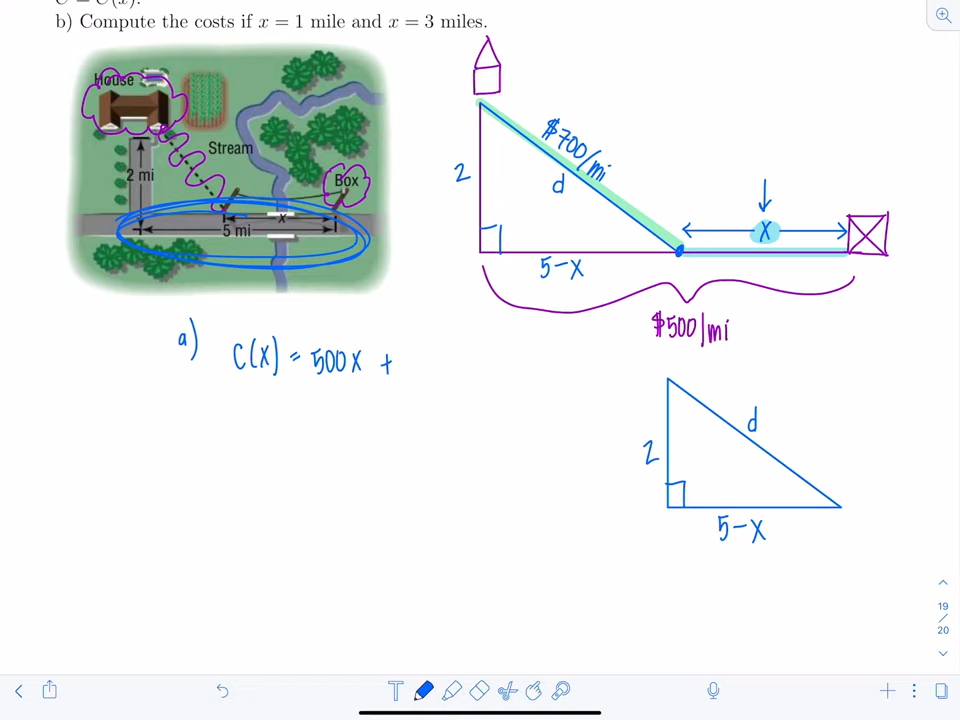 b) Compute the costs if x = 1 mile and x = 3 miles.
House
Stream
2 mi
Box
x
5 mi
$700/mi
d
2
x
5-x
$500/mi
a) C(x) = 500x +
d
2
5-x
19
/
20
T